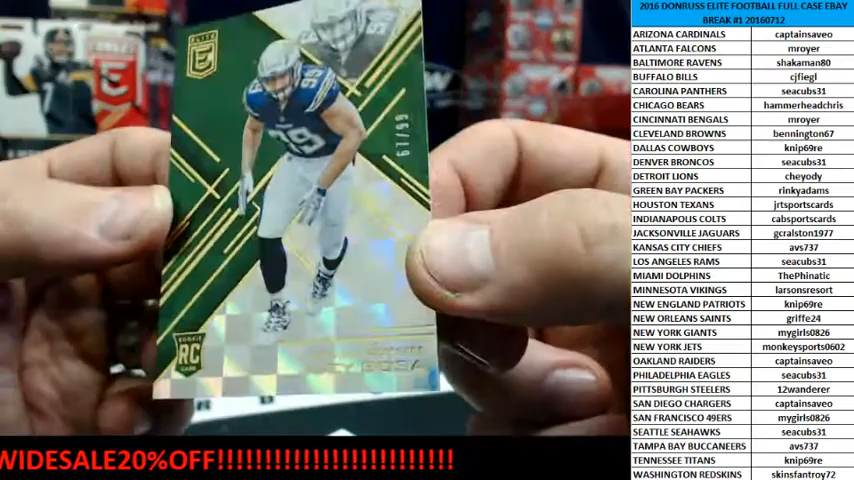 2016 DONRUSS ELITE FOOTBALL FULL CASE EBAY
BREAK #1 20160712
ARIZONA CARDINALS captainsaveo
ATLANTA FALCONS mroyer
BALTIMORE RAVENS shakaman80
BUFFALO BILLS cjfiegl
CAROLINA PANTHERS seacubs31
CHICAGO BEARS hammerheadchris
CINCINNATI BENGALS mroyer
CLEVELAND BROWNS bennington67
DALLAS COWBOYS knip69re
DENVER BRONCOS seacubs31
DETROIT LIONS cheyody
GREEN BAY PACKERS rinkyadams
HOUSTON TEXANS jrtsportscards
INDIANAPOLIS COLTS cabsportscards
JACKSONVILLE JAGUARS gcralston1977
KANSAS CITY CHIEFS avs737
LOS ANGELES RAMS seacubs31
MIAMI DOLPHINS ThePhinatic
MINNESOTA VIKINGS larsonsresort
NEW ENGLAND PATRIOTS knip69re
NEW ORLEANS SAINTS griffe24
NEW YORK GIANTS mygirls0826
NEW YORK JETS monkeysports0602
OAKLAND RAIDERS captainsaveo
PHILADELPHIA EAGLES seacubs31
PITTSBURGH STEELERS 12wanderer
SAN DIEGO CHARGERS captainsaveo
SAN FRANCISCO 49ERS mygirls0826
SEATTLE SEAHAWKS seacubs31
TAMPA BAY BUCCANEERS avs737
TENNESSEE TITANS knip69re
WASHINGTON REDSKINS skinsfantroy72
ELITE
99
ROOKIE
RC
CARD
WIDESALE20%OFF!!!!!!!!!!!!!!!!!!!!!!!!!!!!!